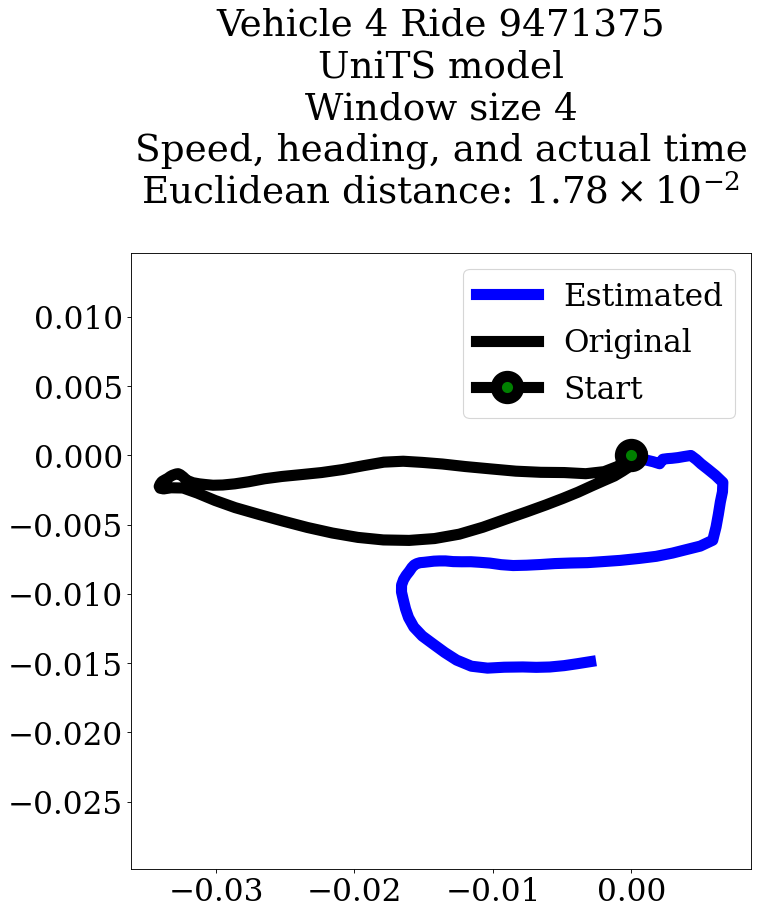 Vehicle 4 Ride 9471375
UniTS model
Window size 4
Speed, heading, and actual time
Euclidean distance: 1.78 × 10⁻²
Estimated
Original
Start
0.010
0.005
0.000
−0.005
−0.010
−0.015
−0.020
−0.025
−0.03 −0.02 −0.01 0.00